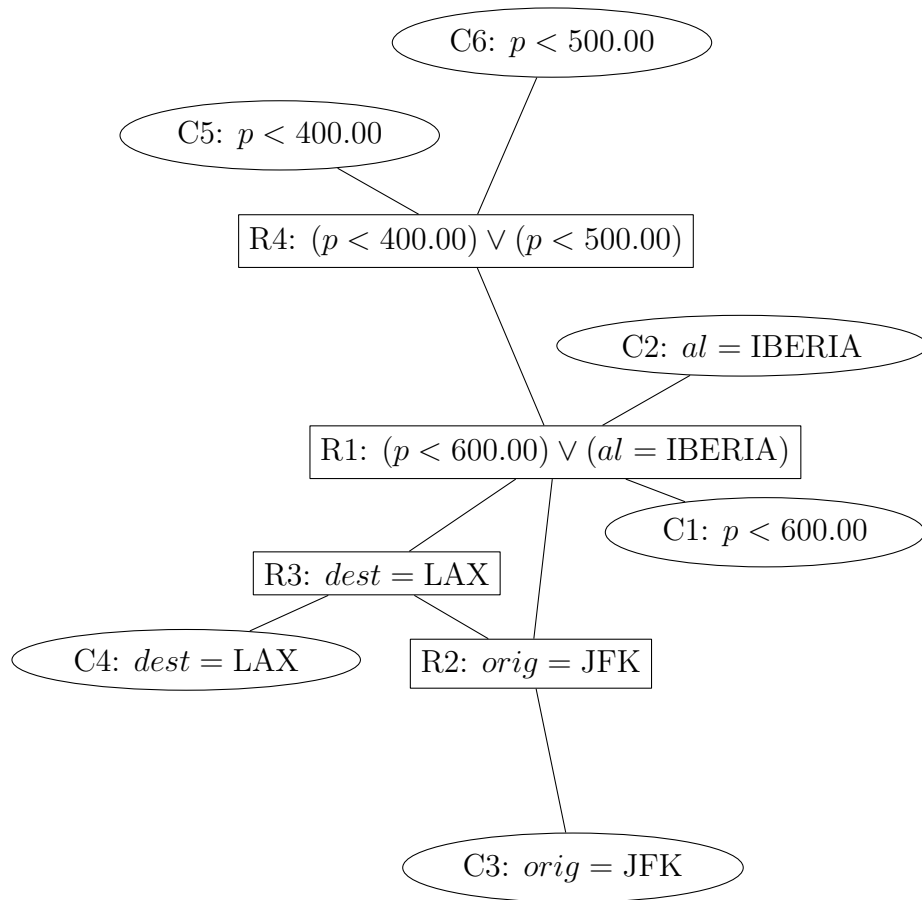 C6: p < 500.00
C5: p < 400.00
R4: (p < 400.00) ∨ (p < 500.00)
C2: al = IBERIA
R1: (p < 600.00) ∨ (al = IBERIA)
C1: p < 600.00
R3: dest = LAX
C4: dest = LAX
R2: orig = JFK
C3: orig = JFK